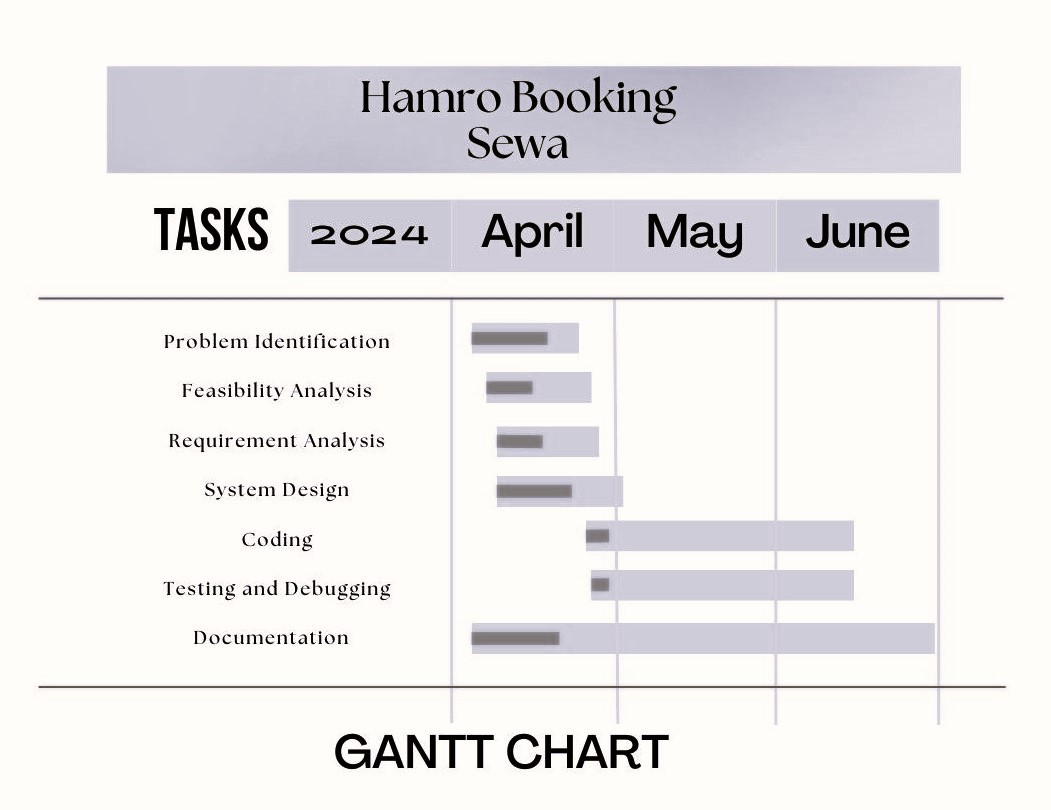 Hamro Booking
Sewa
TASKS 2024 April May June
Problem Identification
Feasibility Analysis
Requirement Analysis
System Design
Coding
Testing and Debugging
Documentation
GANTT CHART